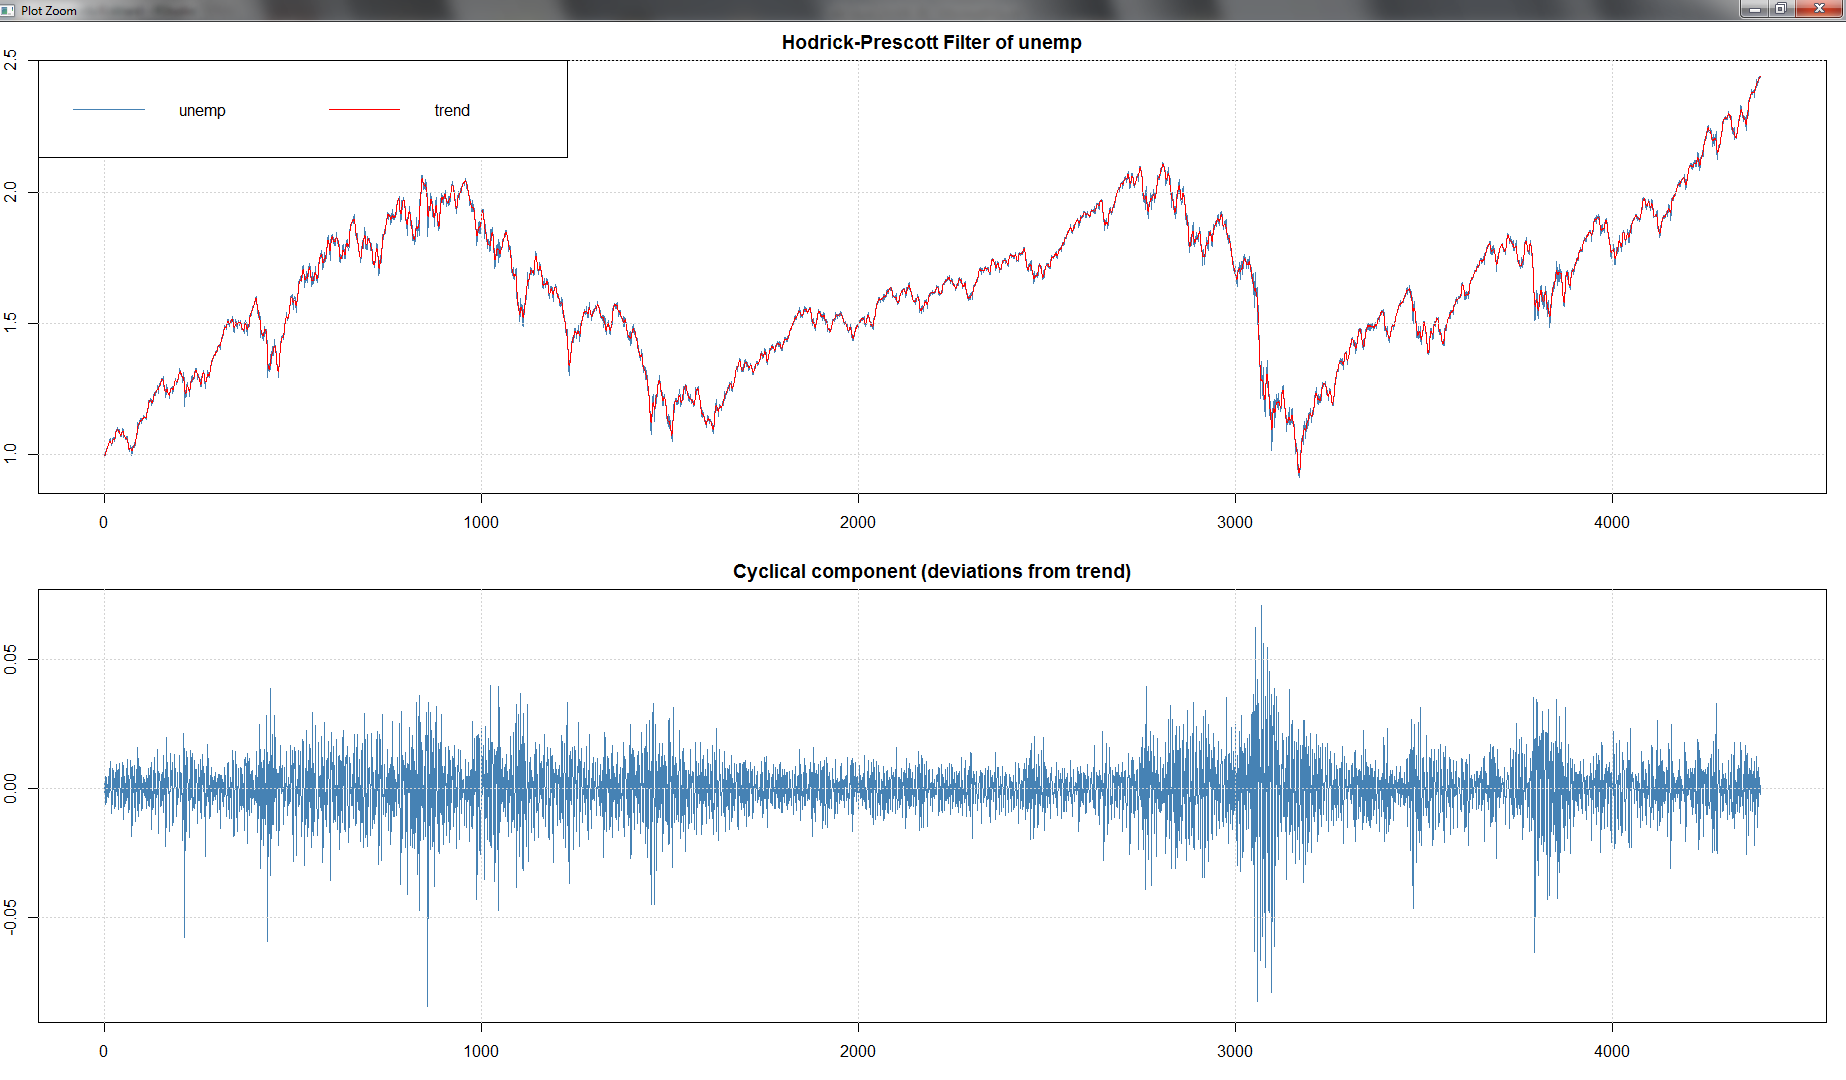 Plot Zoom
Hodrick-Prescott Filter of unemp
unemp trend
2.5
2.0
1.5
1.0
0 1000 2000 3000 4000
Cyclical component (deviations from trend)
0.05
0.00
-0.05
0 1000 2000 3000 4000